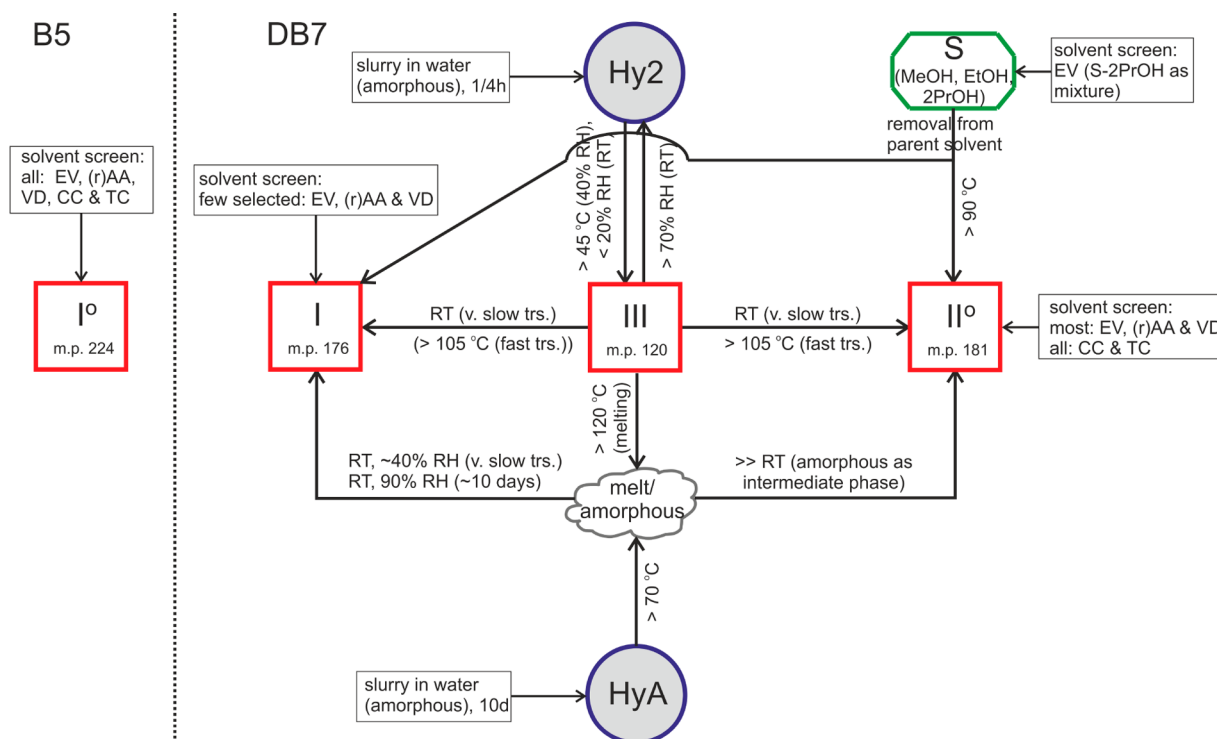 B5
DB7
slurry in water
(amorphous), 1/4h
Hy2
S
(MeOH, EtOH,
2PrOH)
solvent screen:
EV (S-2PrOH as
mixture)
removal from
parent solvent
solvent screen:
all:  EV, (r)AA,
VD, CC & TC
solvent screen:
few selected: EV, (r)AA & VD
> 45 °C (40% RH),
< 20% RH (RT)
> 70% RH (RT)
> 90 °C
Iº
m.p. 224
I
m.p. 176
RT (v. slow trs.)
(> 105 °C (fast trs.))
III
m.p. 120
RT (v. slow trs.)
> 105 °C (fast trs.)
IIº
m.p. 181
solvent screen:
most: EV, (r)AA & VD
all: CC & TC
> 120 °C
(melting)
RT, ~40% RH (v. slow trs.)
RT, 90% RH (~10 days)
melt/
amorphous
>> RT (amorphous as
intermediate phase)
> 70 °C
slurry in water
(amorphous), 10d
HyA